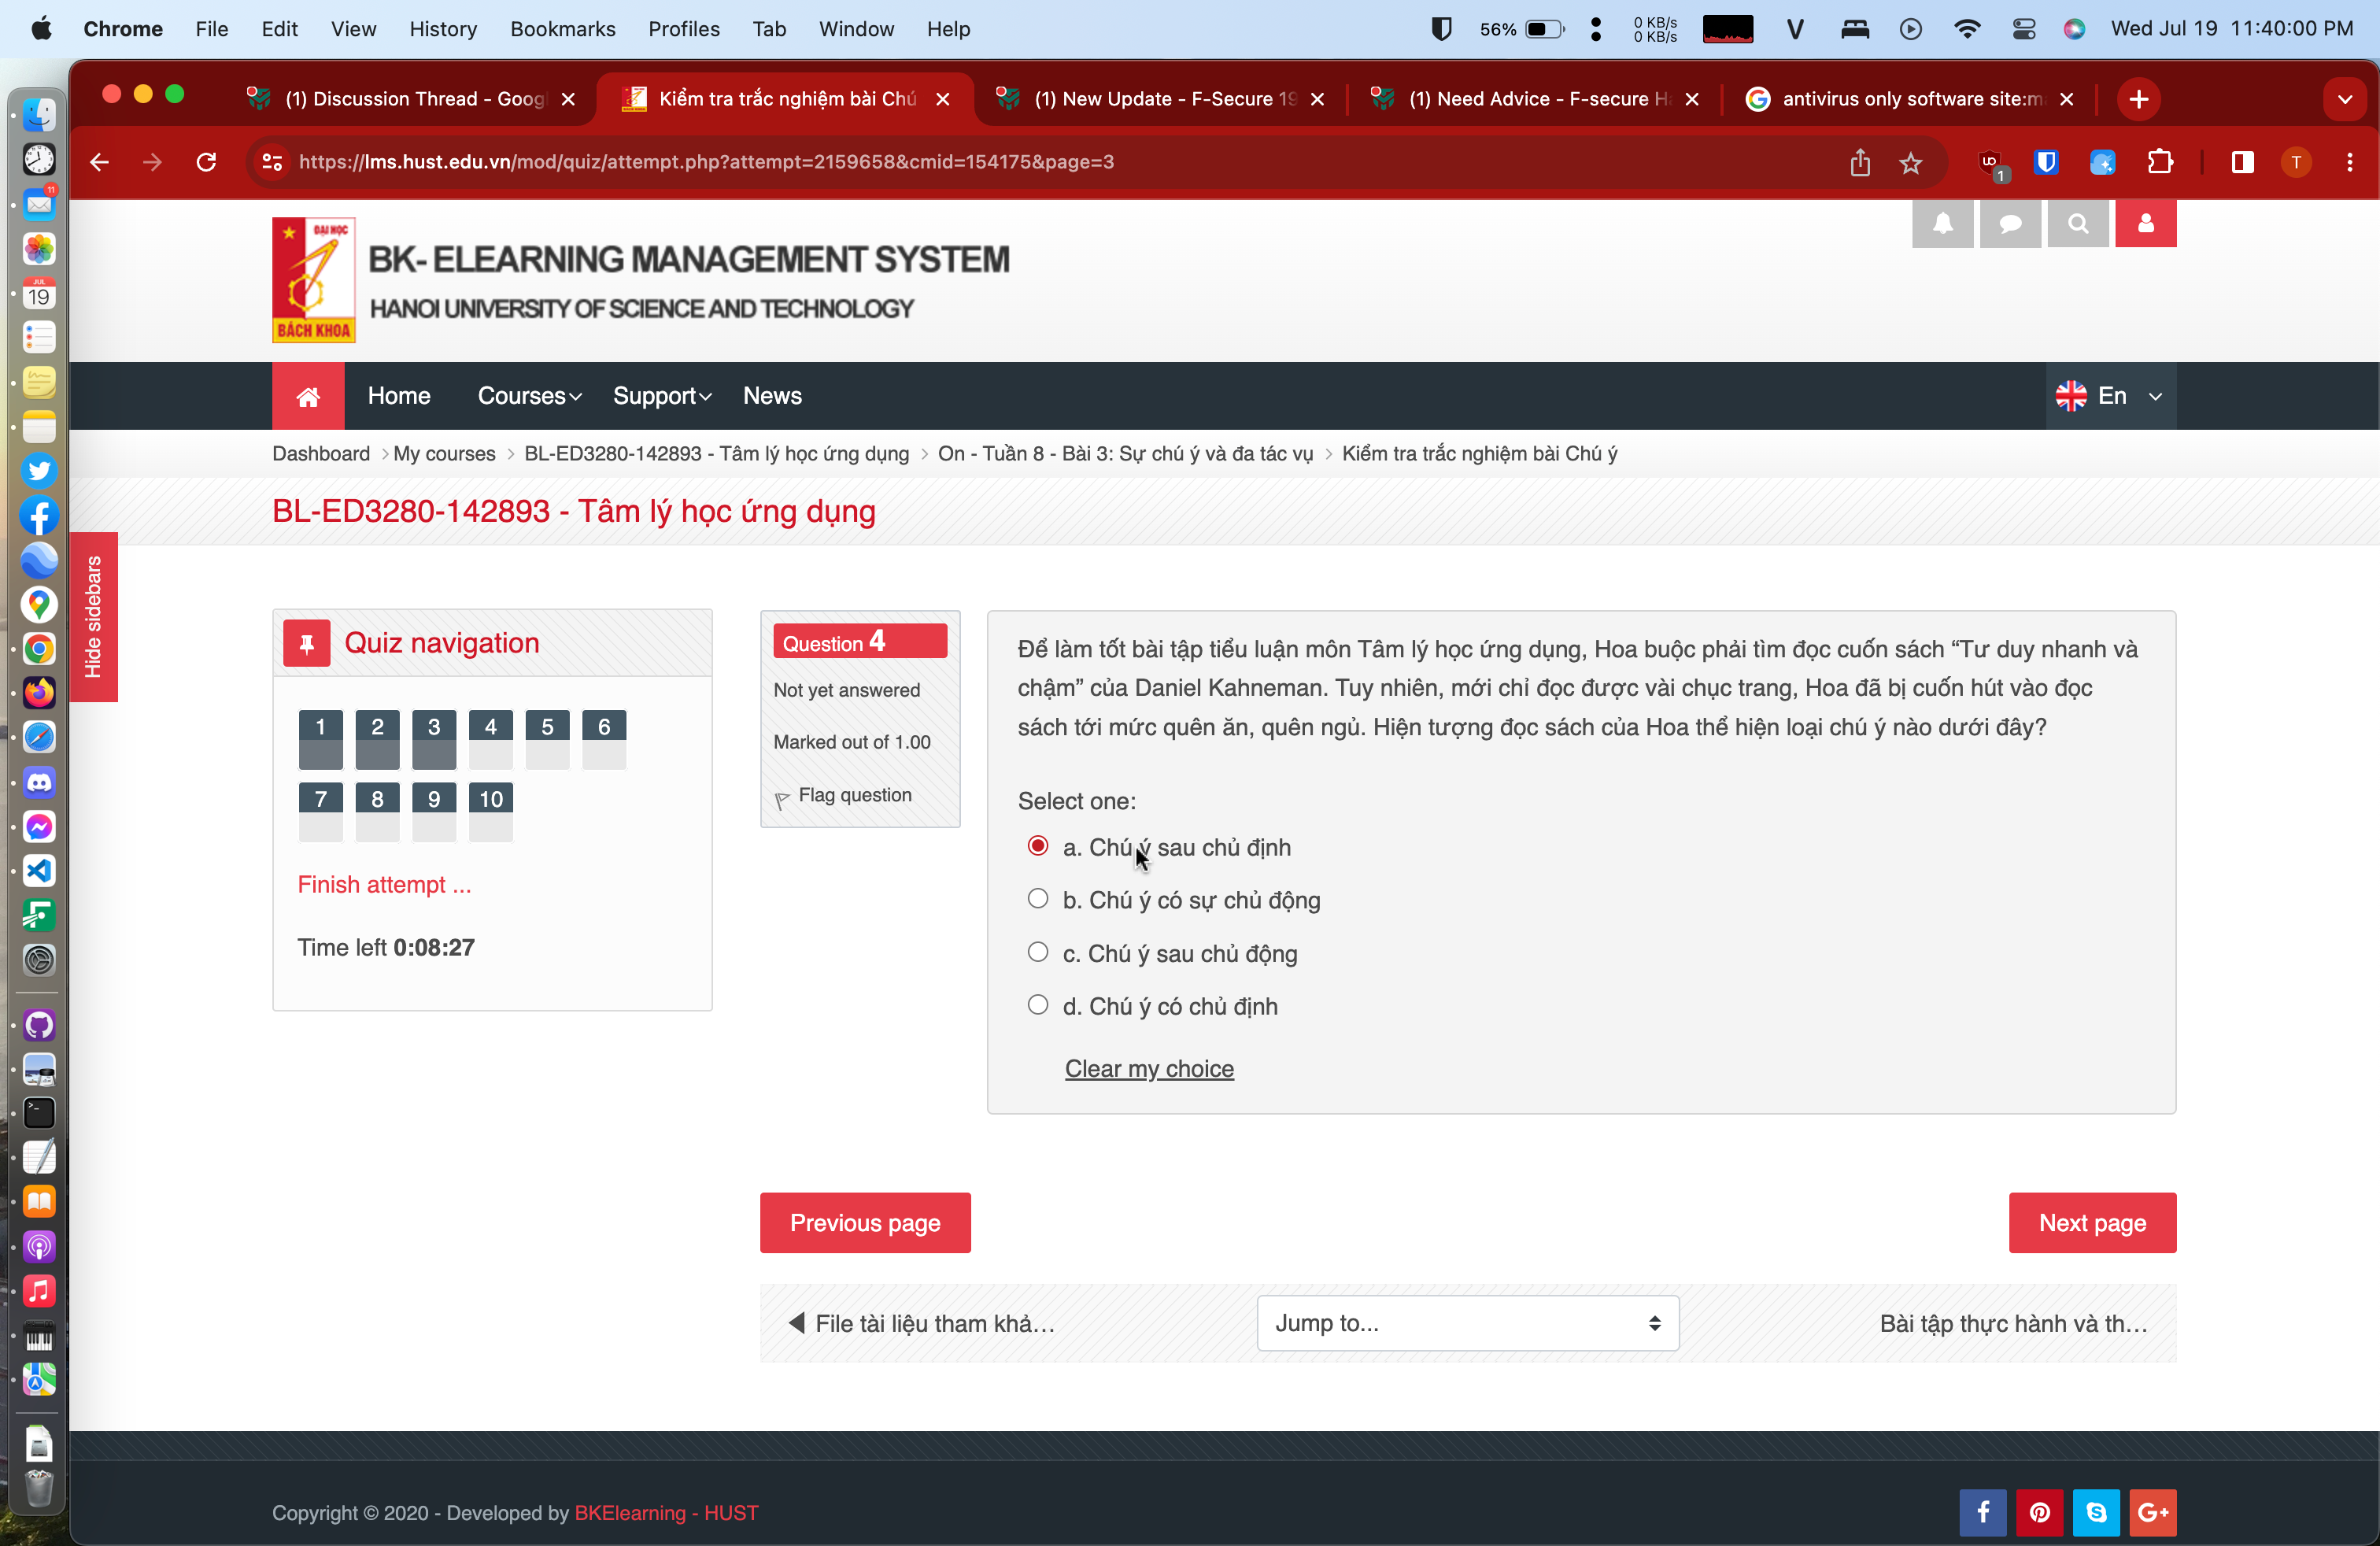 Chrome File Edit View History Bookmarks Profiles Tab Window Help
56% 0 KB/s 0 KB/s V Wed Jul 19 11:40:00 PM
(1) Discussion Thread - Goog
Kiểm tra trắc nghiệm bài Chú
(1) New Update - F-Secure 19
(1) Need Advice - F-secure Ha
antivirus only software site:m
https://lms.hust.edu.vn/mod/quiz/attempt.php?attempt=2159658&cmid=154175&page=3
1
T
11
JUL
19
ĐẠI HỌC
BÁCH KHOA
BK- ELEARNING MANAGEMENT SYSTEM
HANOI UNIVERSITY OF SCIENCE AND TECHNOLOGY
Home Courses Support News
En
Dashboard > My courses > BL-ED3280-142893 - Tâm lý học ứng dụng > On - Tuần 8 - Bài 3: Sự chú ý và đa tác vụ > Kiểm tra trắc nghiệm bài Chú ý
BL-ED3280-142893 - Tâm lý học ứng dụng
Hide sidebars
Quiz navigation
1 2 3 4 5 6
7 8 9 10
Finish attempt ...
Time left 0:08:27
Question 4
Not yet answered
Marked out of 1.00
Flag question
Để làm tốt bài tập tiểu luận môn Tâm lý học ứng dụng, Hoa buộc phải tìm đọc cuốn sách “Tư duy nhanh và
chậm” của Daniel Kahneman. Tuy nhiên, mới chỉ đọc được vài chục trang, Hoa đã bị cuốn hút vào đọc
sách tới mức quên ăn, quên ngủ. Hiện tượng đọc sách của Hoa thể hiện loại chú ý nào dưới đây?
Select one:
a. Chú ý sau chủ định
b. Chú ý có sự chủ động
c. Chú ý sau chủ động
d. Chú ý có chủ định
Clear my choice
Previous page
Next page
File tài liệu tham khả...
Jump to...
Bài tập thực hành và th...
Copyright © 2020 - Developed by BKElearning - HUST